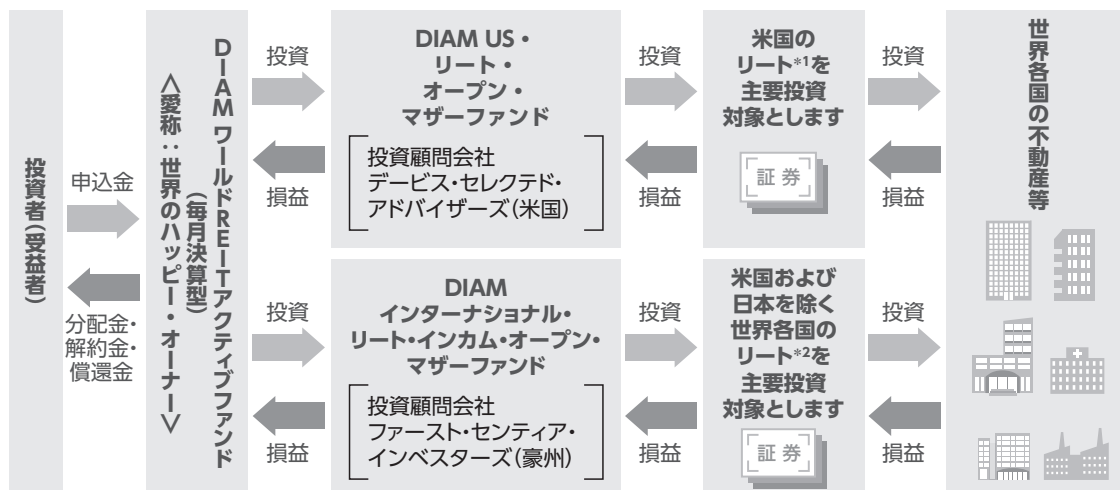 投資者(受益者)
申込金
分配金・
解約金・
償還金
DIAM ワールドREITアクティブファンド
(毎月決算型)
<愛称:世界のハッピー・オーナー>
投資
損益
DIAM US・
リート・
オープン・
マザーファンド
投資顧問会社
デービス・セレクテド・
アドバイザーズ(米国)
投資
損益
米国の
リート*1を
主要投資
対象とします
証券
投資
損益
投資
損益
DIAM
インターナショナル・
リート・インカム・オープン・
マザーファンド
投資顧問会社
ファースト・センティア・
インベスターズ(豪州)
投資
損益
米国および
日本を除く
世界各国の
リート*2を
主要投資
対象とします
証券
投資
損益
世界各国の不動産等